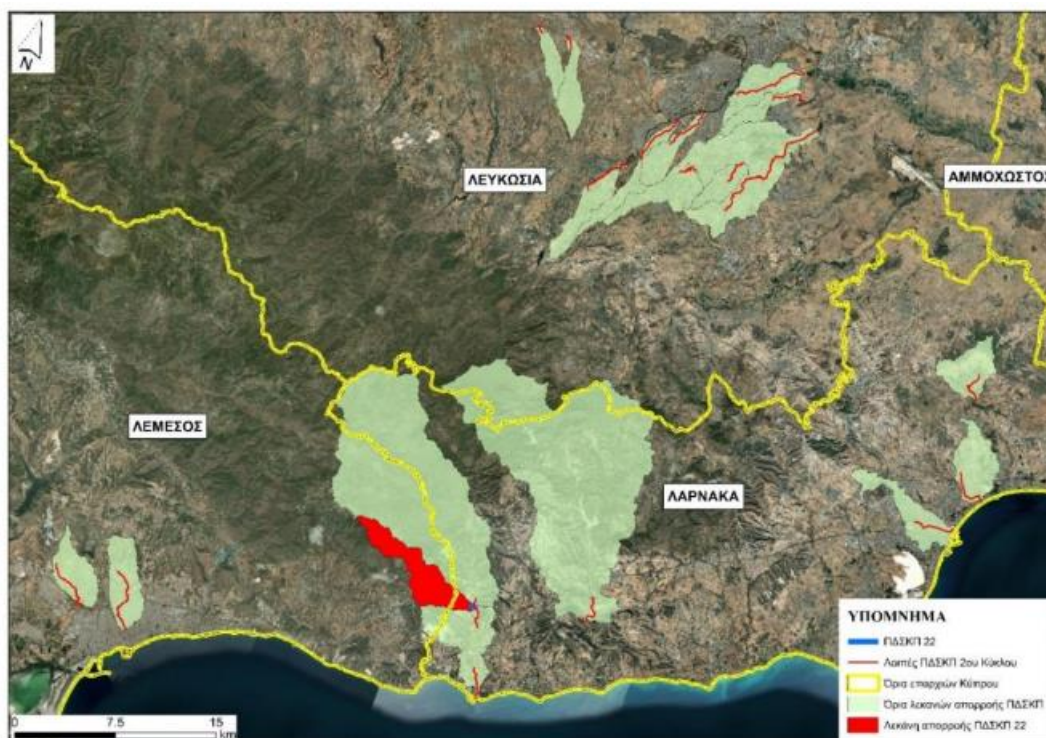 N
ΛΕΥΚΩΣΙΑ
ΑΜΜΟΧΩΣΤΟΣ
ΛΕΜΕΣΟΣ
ΛΑΡΝΑΚΑ
ΥΠΟΜΝΗΜΑ
ΠΔΣΚΠ 22
Λοιπές ΠΔΣΚΠ 2ου Κύκλου
Όρια επαρχιών Κύπρου
Όρια λεκανών απορροής ΠΔΣΚΠ
Λεκάνη απορροής ΠΔΣΚΠ 22
0 7.5 15
km